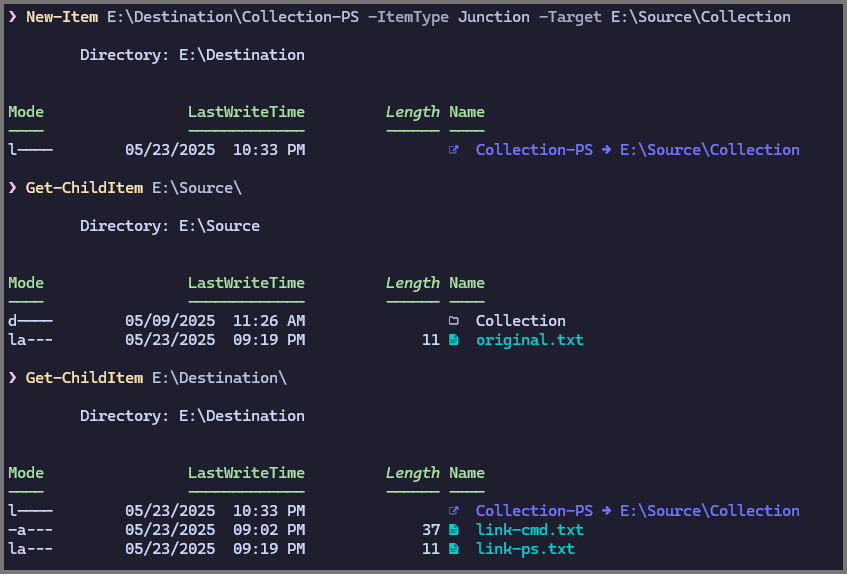 ❯ New-Item E:\Destination\Collection-PS -ItemType Junction -Target E:\Source\Collection
Directory: E:\Destination
Mode LastWriteTime Length Name
---- ------------- ------ ----
l---- 05/23/2025 10:33 PM Collection-PS → E:\Source\Collection
❯ Get-ChildItem E:\Source\
Directory: E:\Source
Mode LastWriteTime Length Name
---- ------------- ------ ----
d---- 05/09/2025 11:26 AM Collection
la--- 05/23/2025 09:19 PM 11 original.txt
❯ Get-ChildItem E:\Destination\
Directory: E:\Destination
Mode LastWriteTime Length Name
---- ------------- ------ ----
l---- 05/23/2025 10:33 PM Collection-PS → E:\Source\Collection
-a--- 05/23/2025 09:02 PM 37 link-cmd.txt
la--- 05/23/2025 09:19 PM 11 link-ps.txt